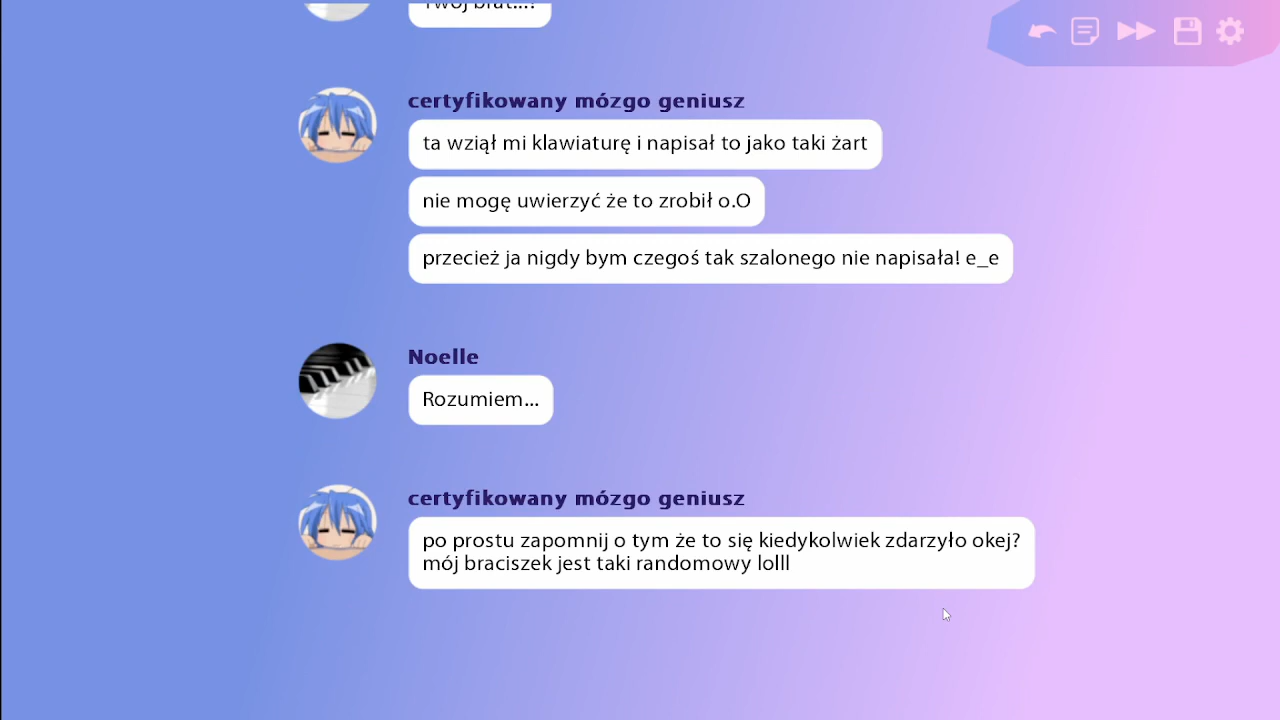 Twój brat...?
certyfikowany mózgo geniusz
ta wziął mi klawiaturę i napisał to jako taki żart
nie mogę uwierzyć że to zrobił o.O
przecież ja nigdy bym czegoś tak szalonego nie napisała! e_e
Noelle
Rozumiem...
certyfikowany mózgo geniusz
po prostu zapomnij o tym że to się kiedykolwiek zdarzyło okej?
mój braciszek jest taki randomowy lolll